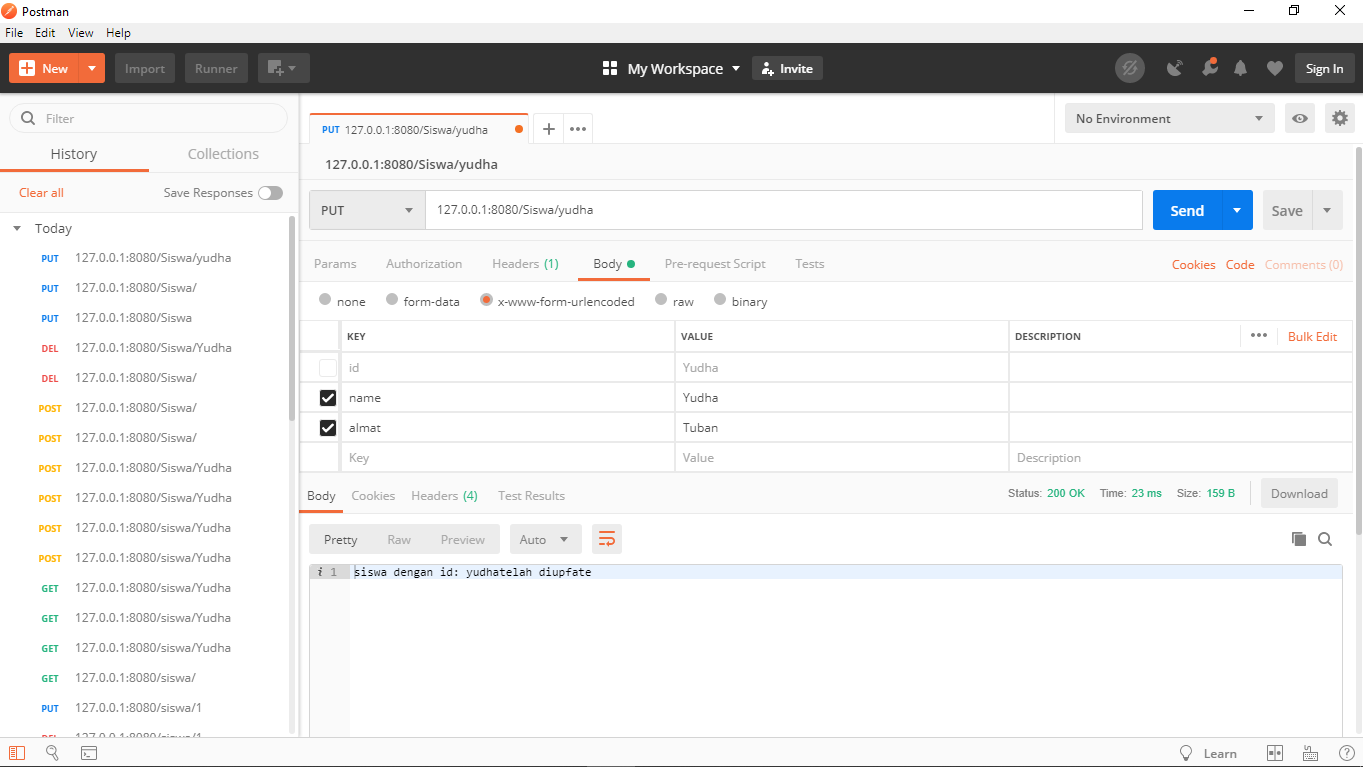 Postman
File Edit View Help
New Import Runner My Workspace Invite Sign In
Filter
History Collections
Clear all Save Responses
Today
PUT 127.0.0.1:8080/Siswa/yudha
PUT 127.0.0.1:8080/Siswa/
PUT 127.0.0.1:8080/Siswa
DEL 127.0.0.1:8080/Siswa/Yudha
DEL 127.0.0.1:8080/Siswa/
POST 127.0.0.1:8080/Siswa/
POST 127.0.0.1:8080/Siswa/
POST 127.0.0.1:8080/Siswa/Yudha
POST 127.0.0.1:8080/Siswa/Yudha
POST 127.0.0.1:8080/siswa/Yudha
POST 127.0.0.1:8080/siswa/Yudha
GET 127.0.0.1:8080/siswa/Yudha
GET 127.0.0.1:8080/siswa/Yudha
GET 127.0.0.1:8080/siswa/Yudha
GET 127.0.0.1:8080/siswa/
PUT 127.0.0.1:8080/siswa/1
DEL 127.0.0.1:8080/siswa/1
PUT 127.0.0.1:8080/Siswa/yudha
No Environment
127.0.0.1:8080/Siswa/yudha
PUT 127.0.0.1:8080/Siswa/yudha Send Save
Params Authorization Headers (1) Body Pre-request Script Tests Cookies Code Comments (0)
none form-data x-www-form-urlencoded raw binary
KEY VALUE DESCRIPTION Bulk Edit
id Yudha
name Yudha
almat Tuban
Key Value Description
Body Cookies Headers (4) Test Results Status: 200 OK Time: 23 ms Size: 159 B Download
Pretty Raw Preview Auto
i 1 siswa dengan id: yudhatelah diupfate
Learn